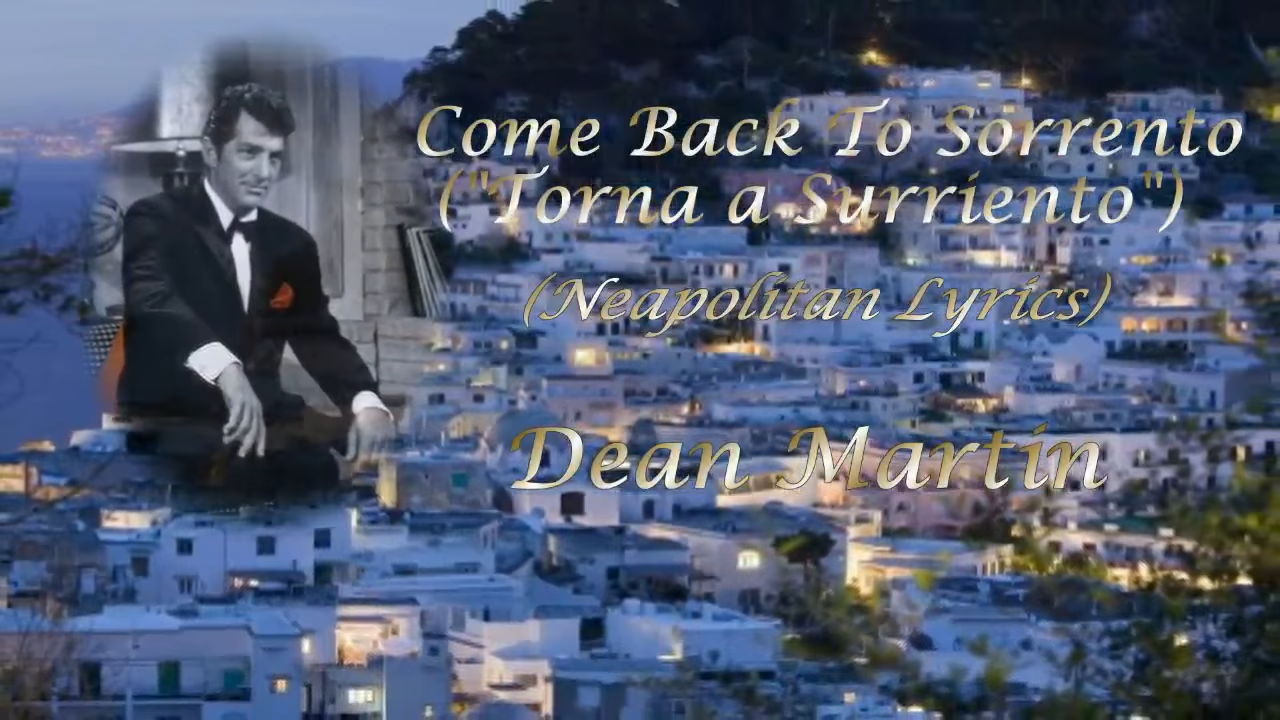 Come Back To Sorrento
("Torna a Surriento")
(Neapolitan Lyrics)
Dean Martin